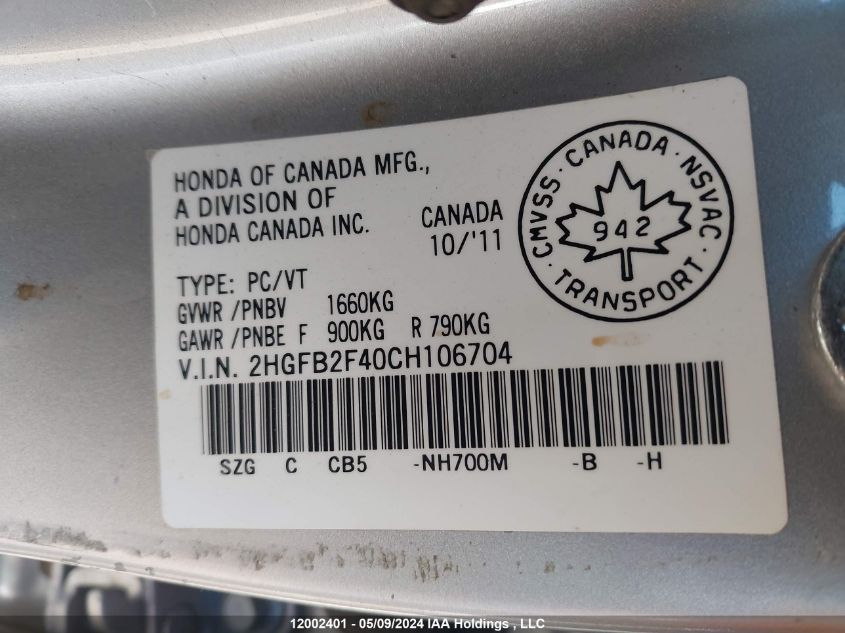 HONDA OF CANADA MFG.,
A DIVISION OF
HONDA CANADA INC.
CANADA
10/'11
CMVSS · CANADA · NSVAC ·
942
TRANSPORT
TYPE: PC/VT
GVWR /PNBV 1660KG
GAWR /PNBE F 900KG R 790KG
V.I.N. 2HGFB2F40CH106704
SZG C CB5 -NH700M -B -H
12002401 - 05/09/2024 IAA Holdings , LLC